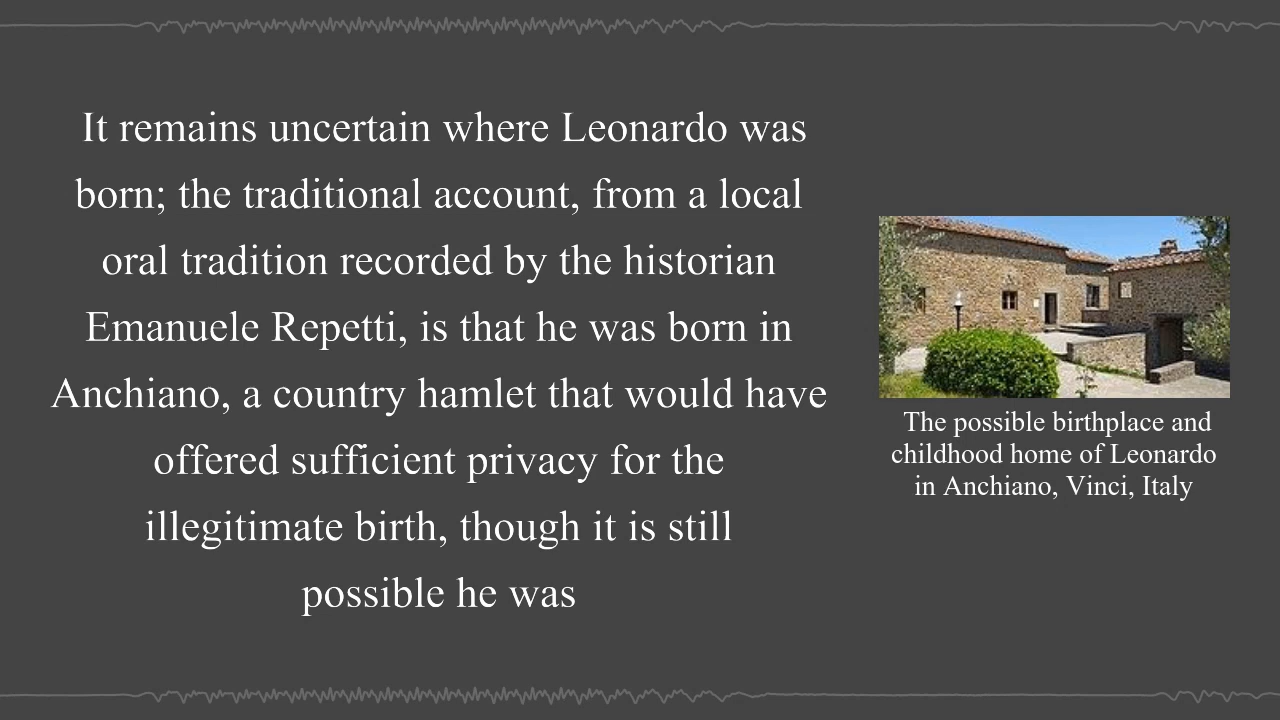 It remains uncertain where Leonardo was
born; the traditional account, from a local
oral tradition recorded by the historian
Emanuele Repetti, is that he was born in
Anchiano, a country hamlet that would have
offered sufficient privacy for the
illegitimate birth, though it is still
possible he was
The possible birthplace and
childhood home of Leonardo
in Anchiano, Vinci, Italy